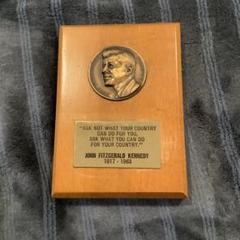 "ASK NOT WHAT YOUR COUNTRY
CAN DO FOR YOU,
ASK WHAT YOU CAN DO
FOR YOUR COUNTRY."
JOHN FITZGERALD KENNEDY
1917 - 1963